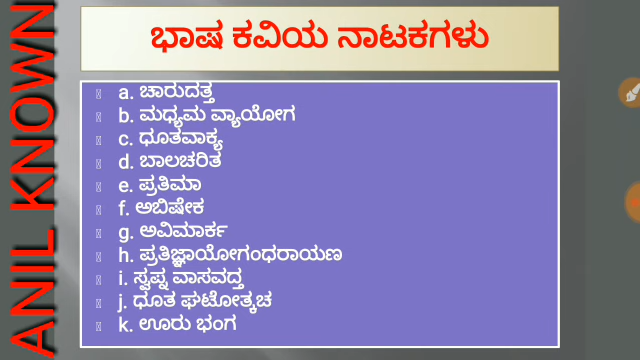 ANIL KNOWN
ಭಾಷ ಕವಿಯ ನಾಟಕಗಳು
a. ಚಾರುದತ್ತ
b. ಮಧ್ಯಮ ವ್ಯಾಯೋಗ
c. ಧೂತವಾಕ್ಯ
d. ಬಾಲಚರಿತ
e. ಪ್ರತಿಮಾ
f. ಅಬಿಷೇಕ
g. ಅವಿಮಾರ್ಕ
h. ಪ್ರತಿಜ್ಞಾಯೋಗಂಧರಾಯಣ
i. ಸ್ವಪ್ನ ವಾಸವದ್ತ
j. ಧೂತ ಘಟೋತ್ಕಚ
k. ಊರು ಭಂಗ